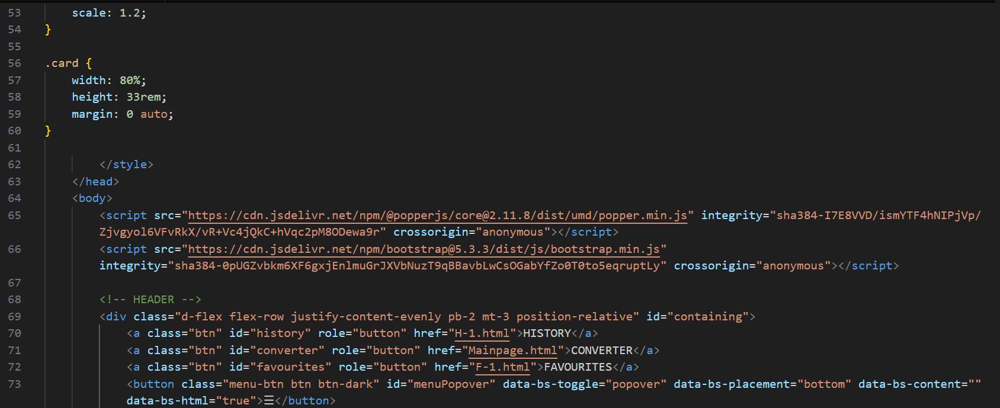 53 scale: 1.2;
54 }
55
56 .card {
57 width: 80%;
58 height: 33rem;
59 margin: 0 auto;
60 }
61
62 </style>
63 </head>
64 <body>
65 <script src="https://cdn.jsdelivr.net/npm/@popperjs/core@2.11.8/dist/umd/popper.min.js" integrity="sha384-I7E8VVD/ismYTF4hNIPjVp/
Zjvgyol6VFvRkX/vR+Vc4jQkC+hVqc2pM8ODewa9r" crossorigin="anonymous"></script>
66 <script src="https://cdn.jsdelivr.net/npm/bootstrap@5.3.3/dist/js/bootstrap.min.js"
integrity="sha384-0pUGZvbkm6XF6gxjEnlmuGrJXVbNuzT9qBBavbLwCsOGabYfZo0T0to5eqruptLy" crossorigin="anonymous"></script>
67
68 <!-- HEADER -->
69 <div class="d-flex flex-row justify-content-evenly pb-2 mt-3 position-relative" id="containing">
70 <a class="btn" id="history" role="button" href="H-1.html">HISTORY</a>
71 <a class="btn" id="converter" role="button" href="Mainpage.html">CONVERTER</a>
72 <a class="btn" id="favourites" role="button" href="F-1.html">FAVOURITES</a>
73 <button class="menu-btn btn btn-dark" id="menuPopover" data-bs-toggle="popover" data-bs-placement="bottom" data-bs-content=""
data-bs-html="true">☰</button>